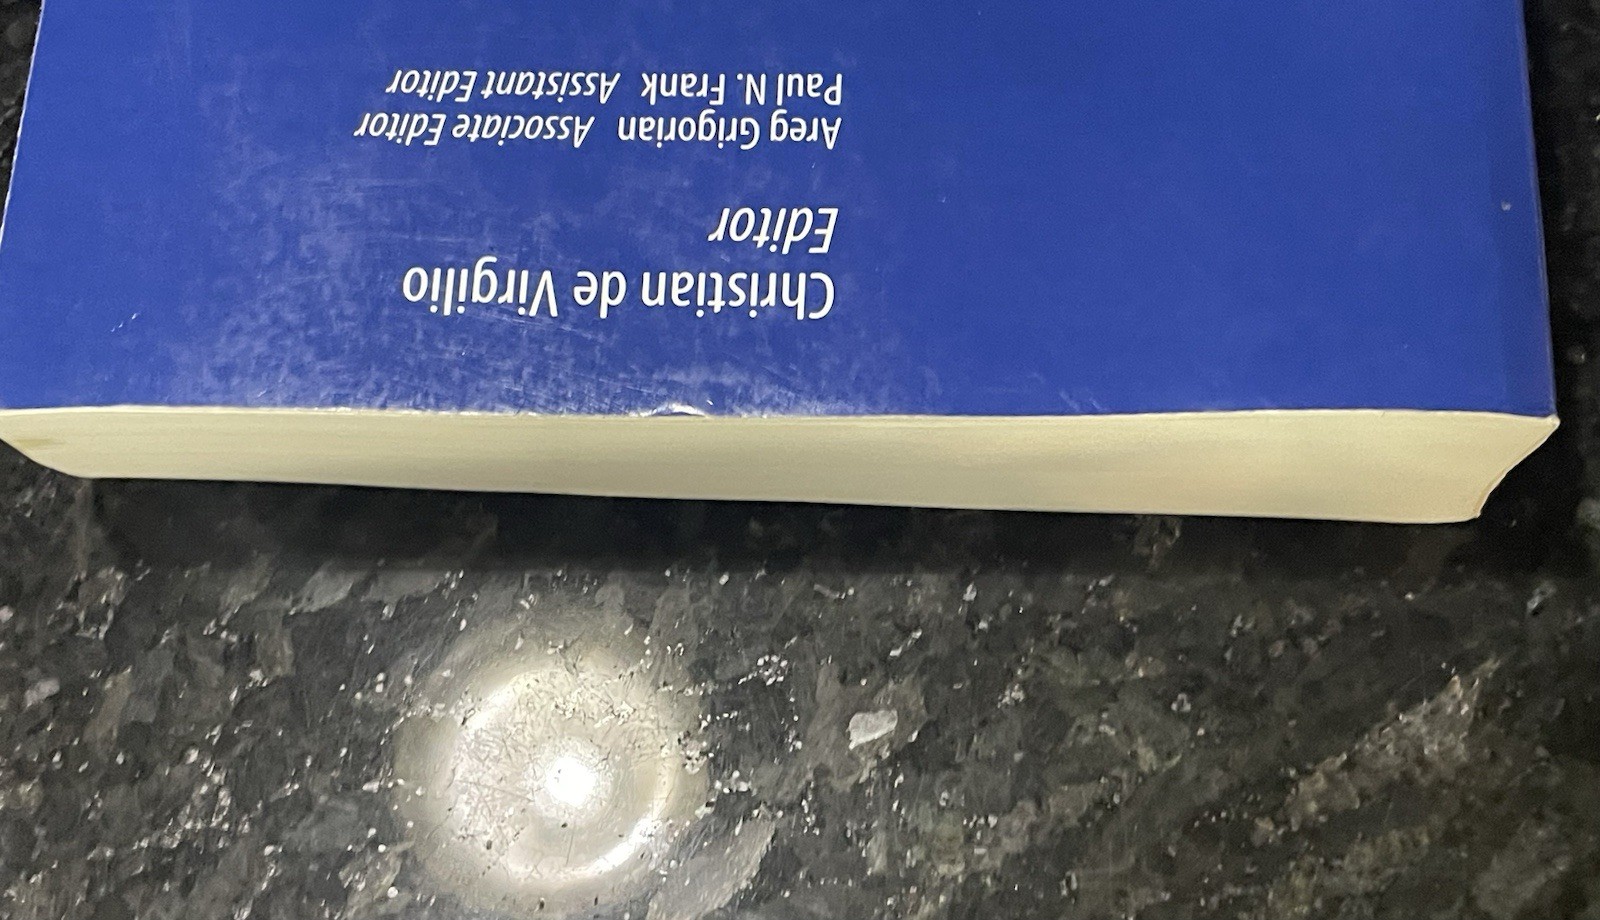 Christian de Virgilio
Editor
Areg Grigorian Associate Editor
Paul N. Frank Assistant Editor